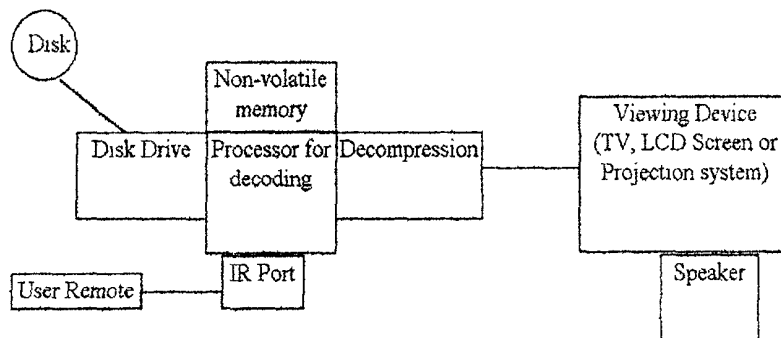 Disk
Non-volatile
memory
Disk Drive
Processor for
decoding
Decompression
Viewing Device
(TV, LCD Screen or
Projection system)
IR Port
User Remote
Speaker